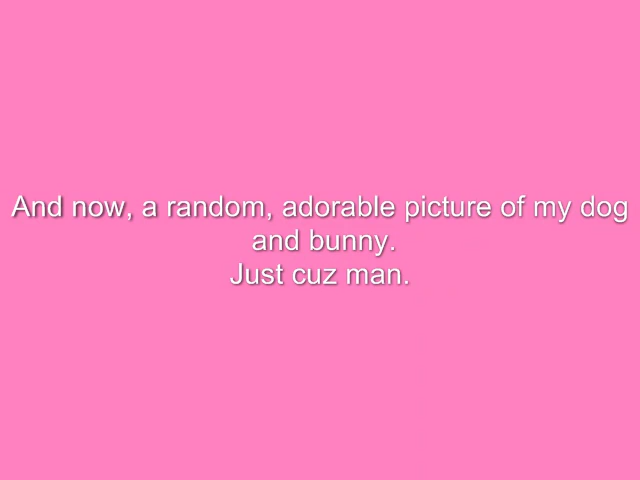 And now, a random, adorable picture of my dog
and bunny.
Just cuz man.